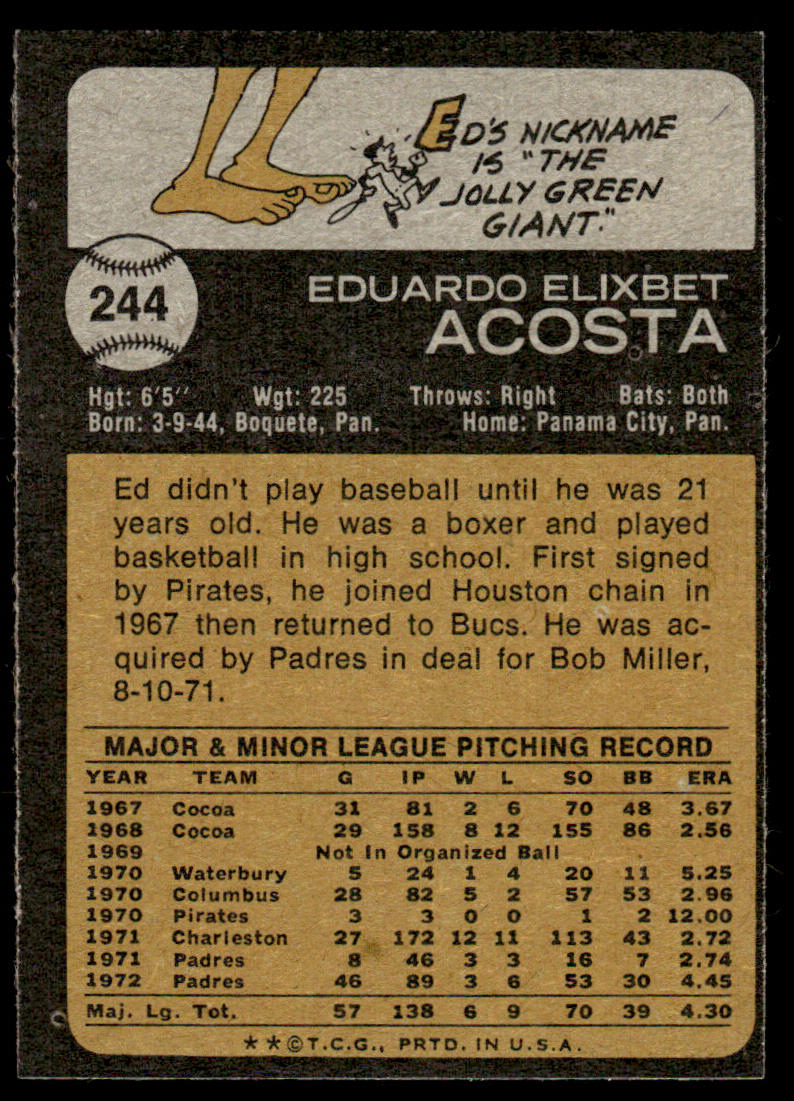 ED'S NICKNAME
IS "THE
JOLLY GREEN
GIANT."
244
EDUARDO ELIXBET
ACOSTA
Hgt: 6'5" Wgt: 225 Throws: Right Bats: Both
Born: 3-9-44, Boquete, Pan. Home: Panama City, Pan.
Ed didn't play baseball until he was 21
years old. He was a boxer and played
basketball in high school. First signed
by Pirates, he joined Houston chain in
1967 then returned to Bucs. He was ac-
quired by Padres in deal for Bob Miller,
8-10-71.
MAJOR & MINOR LEAGUE PITCHING RECORD
YEAR TEAM G IP W L SO BB ERA
1967 Cocoa 31 81 2 6 70 48 3.67
1968 Cocoa 29 158 8 12 155 86 2.56
1969 Not In Organized Ball
1970 Waterbury 5 24 1 4 20 11 5.25
1970 Columbus 28 82 5 2 57 53 2.96
1970 Pirates 3 3 0 0 1 2 12.00
1971 Charleston 27 172 12 11 113 43 2.72
1971 Padres 8 46 3 3 16 7 2.74
1972 Padres 46 89 3 6 53 30 4.45
Maj. Lg. Tot. 57 138 6 9 70 39 4.30
**©T.C.G., PRTD. IN U.S.A.